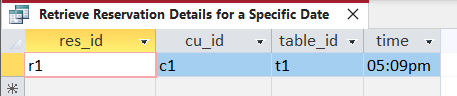 Retrieve Reservation Details for a Specific Date
res_id cu_id table_id time
r1 c1 t1 05:09pm